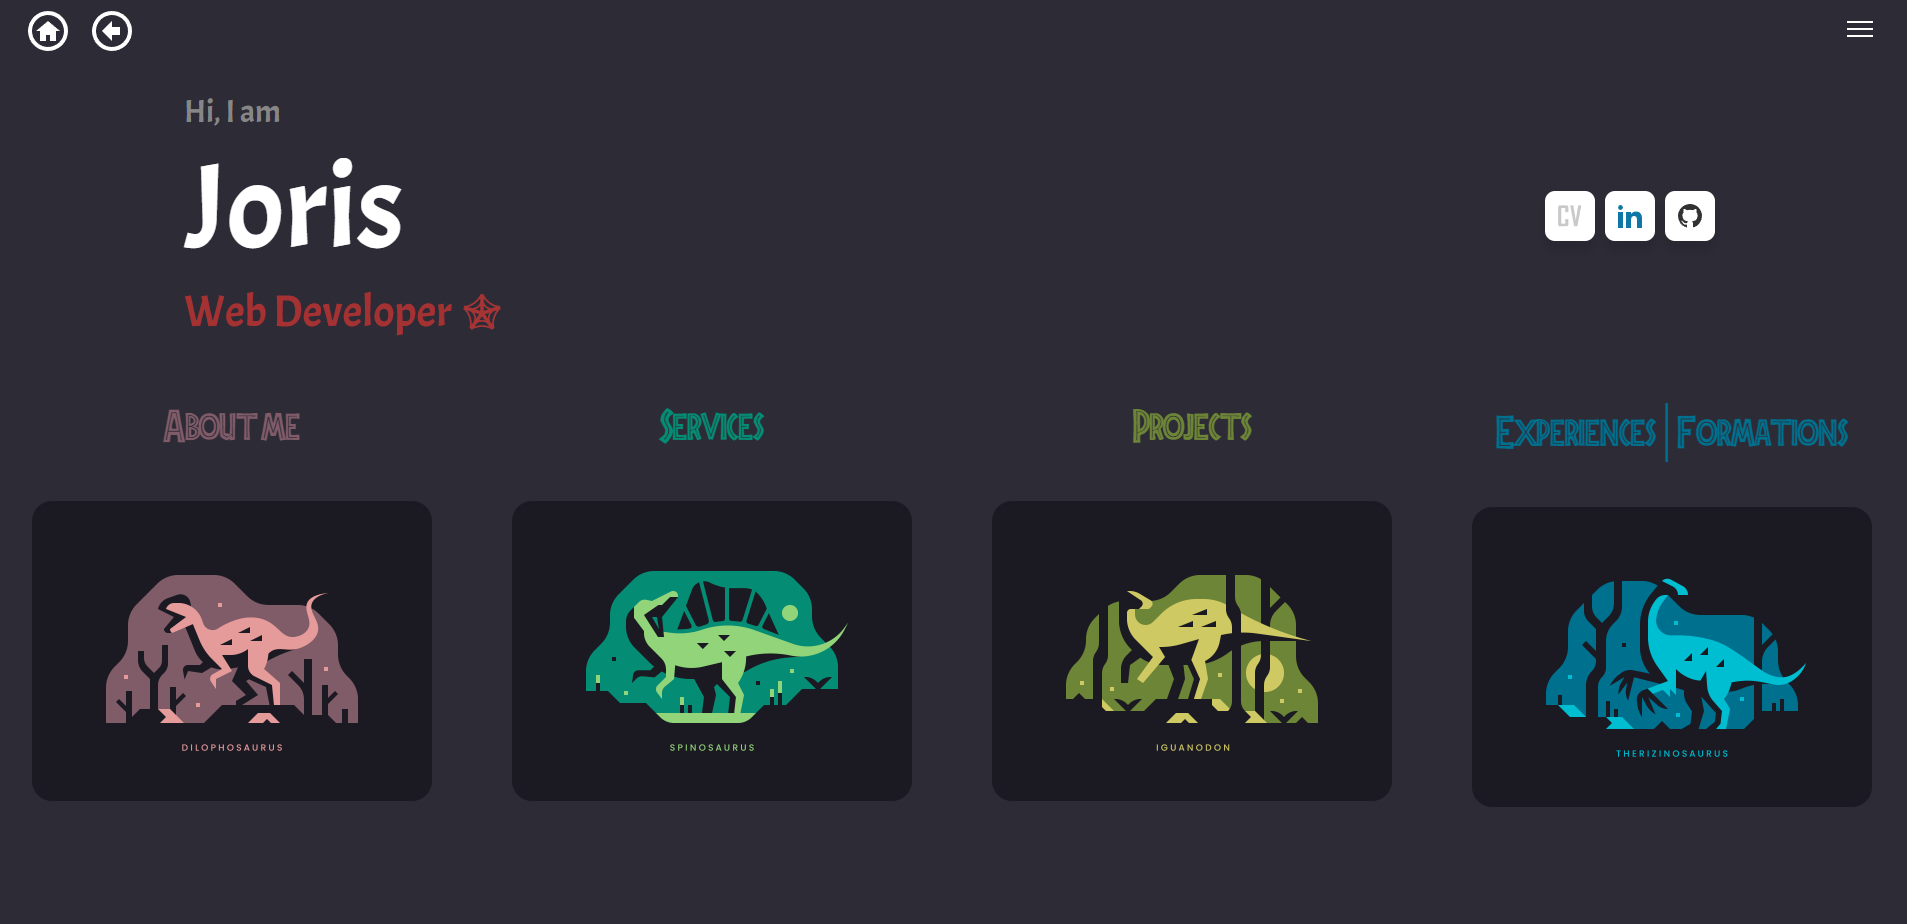 Hi, I am
Joris
CV
in
Web Developer
About me
Services
Projects
Experiences | Formations
DILOPHOSAURUS
SPINOSAURUS
IGUANODON
THERIZINOSAURUS